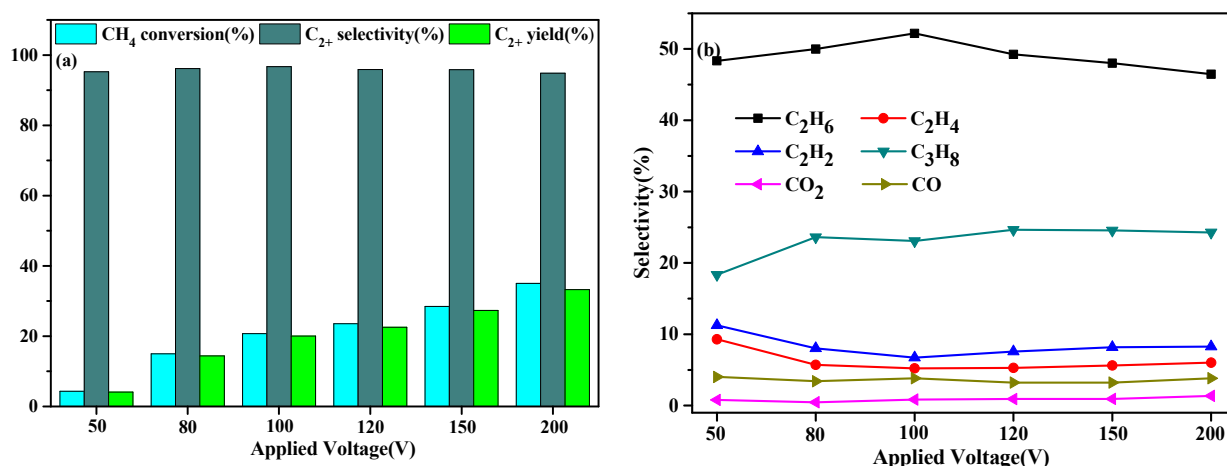 CH4 conversion(%) C2+ selectivity(%) C2+ yield(%)
(a)
100
80
60
40
20
0
50 80 100 120 150 200
Applied Voltage(V)
(b)
Selectivity(%)
50
40
30
20
10
0
C2H6 C2H4
C2H2 C3H8
CO2 CO
50 80 100 120 150 200
Applied Voltage(V)